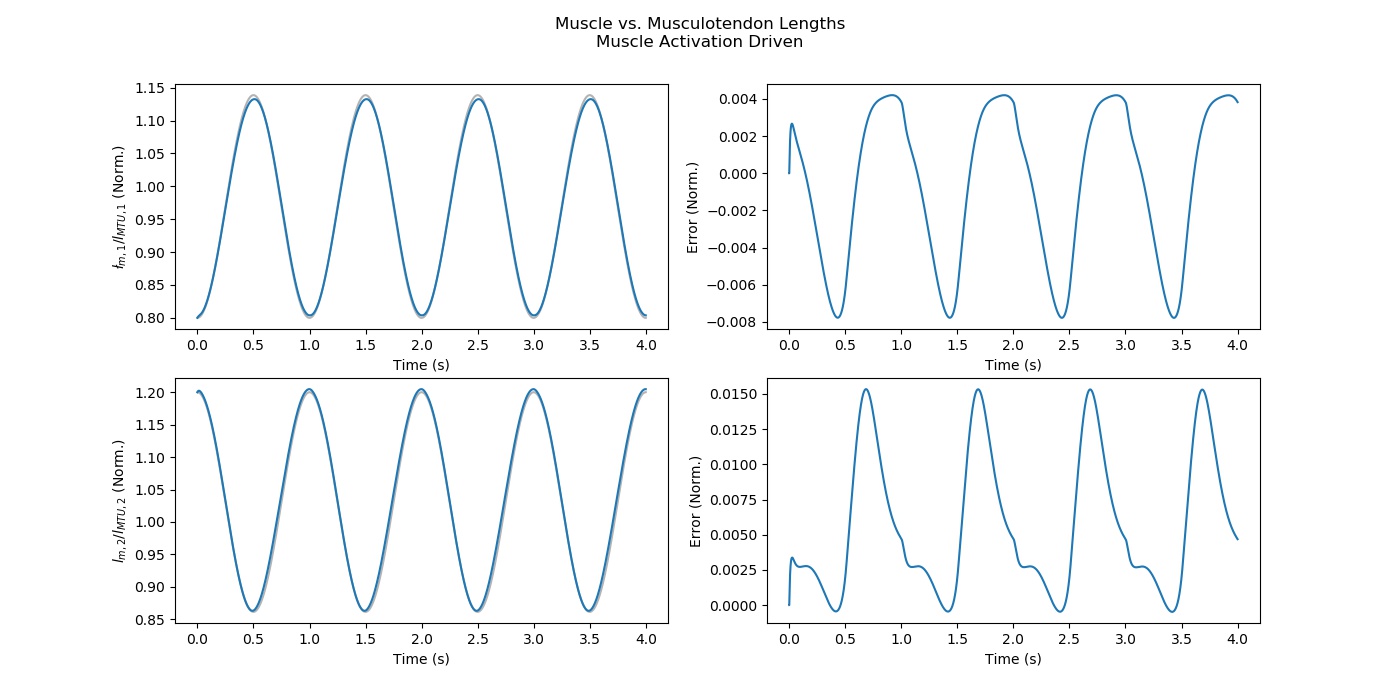 Muscle vs. Musculotendon Lengths
Muscle Activation Driven
l_{m,1}/l_{MTU,1} (Norm.)
1.15
1.10
1.05
1.00
0.95
0.90
0.85
0.80
0.0 0.5 1.0 1.5 2.0 2.5 3.0 3.5 4.0
Time (s)
Error (Norm.)
0.004
0.002
0.000
−0.002
−0.004
−0.006
−0.008
0.0 0.5 1.0 1.5 2.0 2.5 3.0 3.5 4.0
Time (s)
l_{m,2}/l_{MTU,2} (Norm.)
1.20
1.15
1.10
1.05
1.00
0.95
0.90
0.85
0.0 0.5 1.0 1.5 2.0 2.5 3.0 3.5 4.0
Time (s)
Error (Norm.)
0.0150
0.0125
0.0100
0.0075
0.0050
0.0025
0.0000
0.0 0.5 1.0 1.5 2.0 2.5 3.0 3.5 4.0
Time (s)